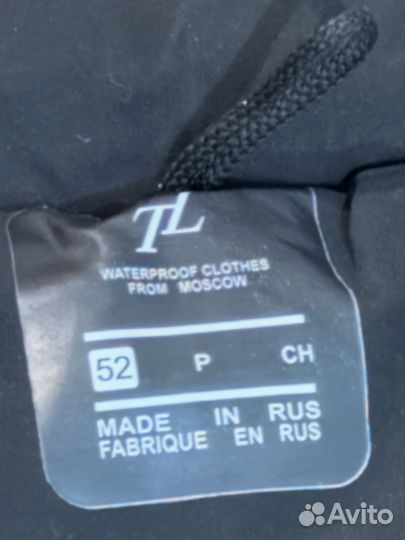 TL
WATERPROOF CLOTHES
FROM MOSCOW
52 P CH
MADE IN RUS
FABRIQUE EN RUS
Avito